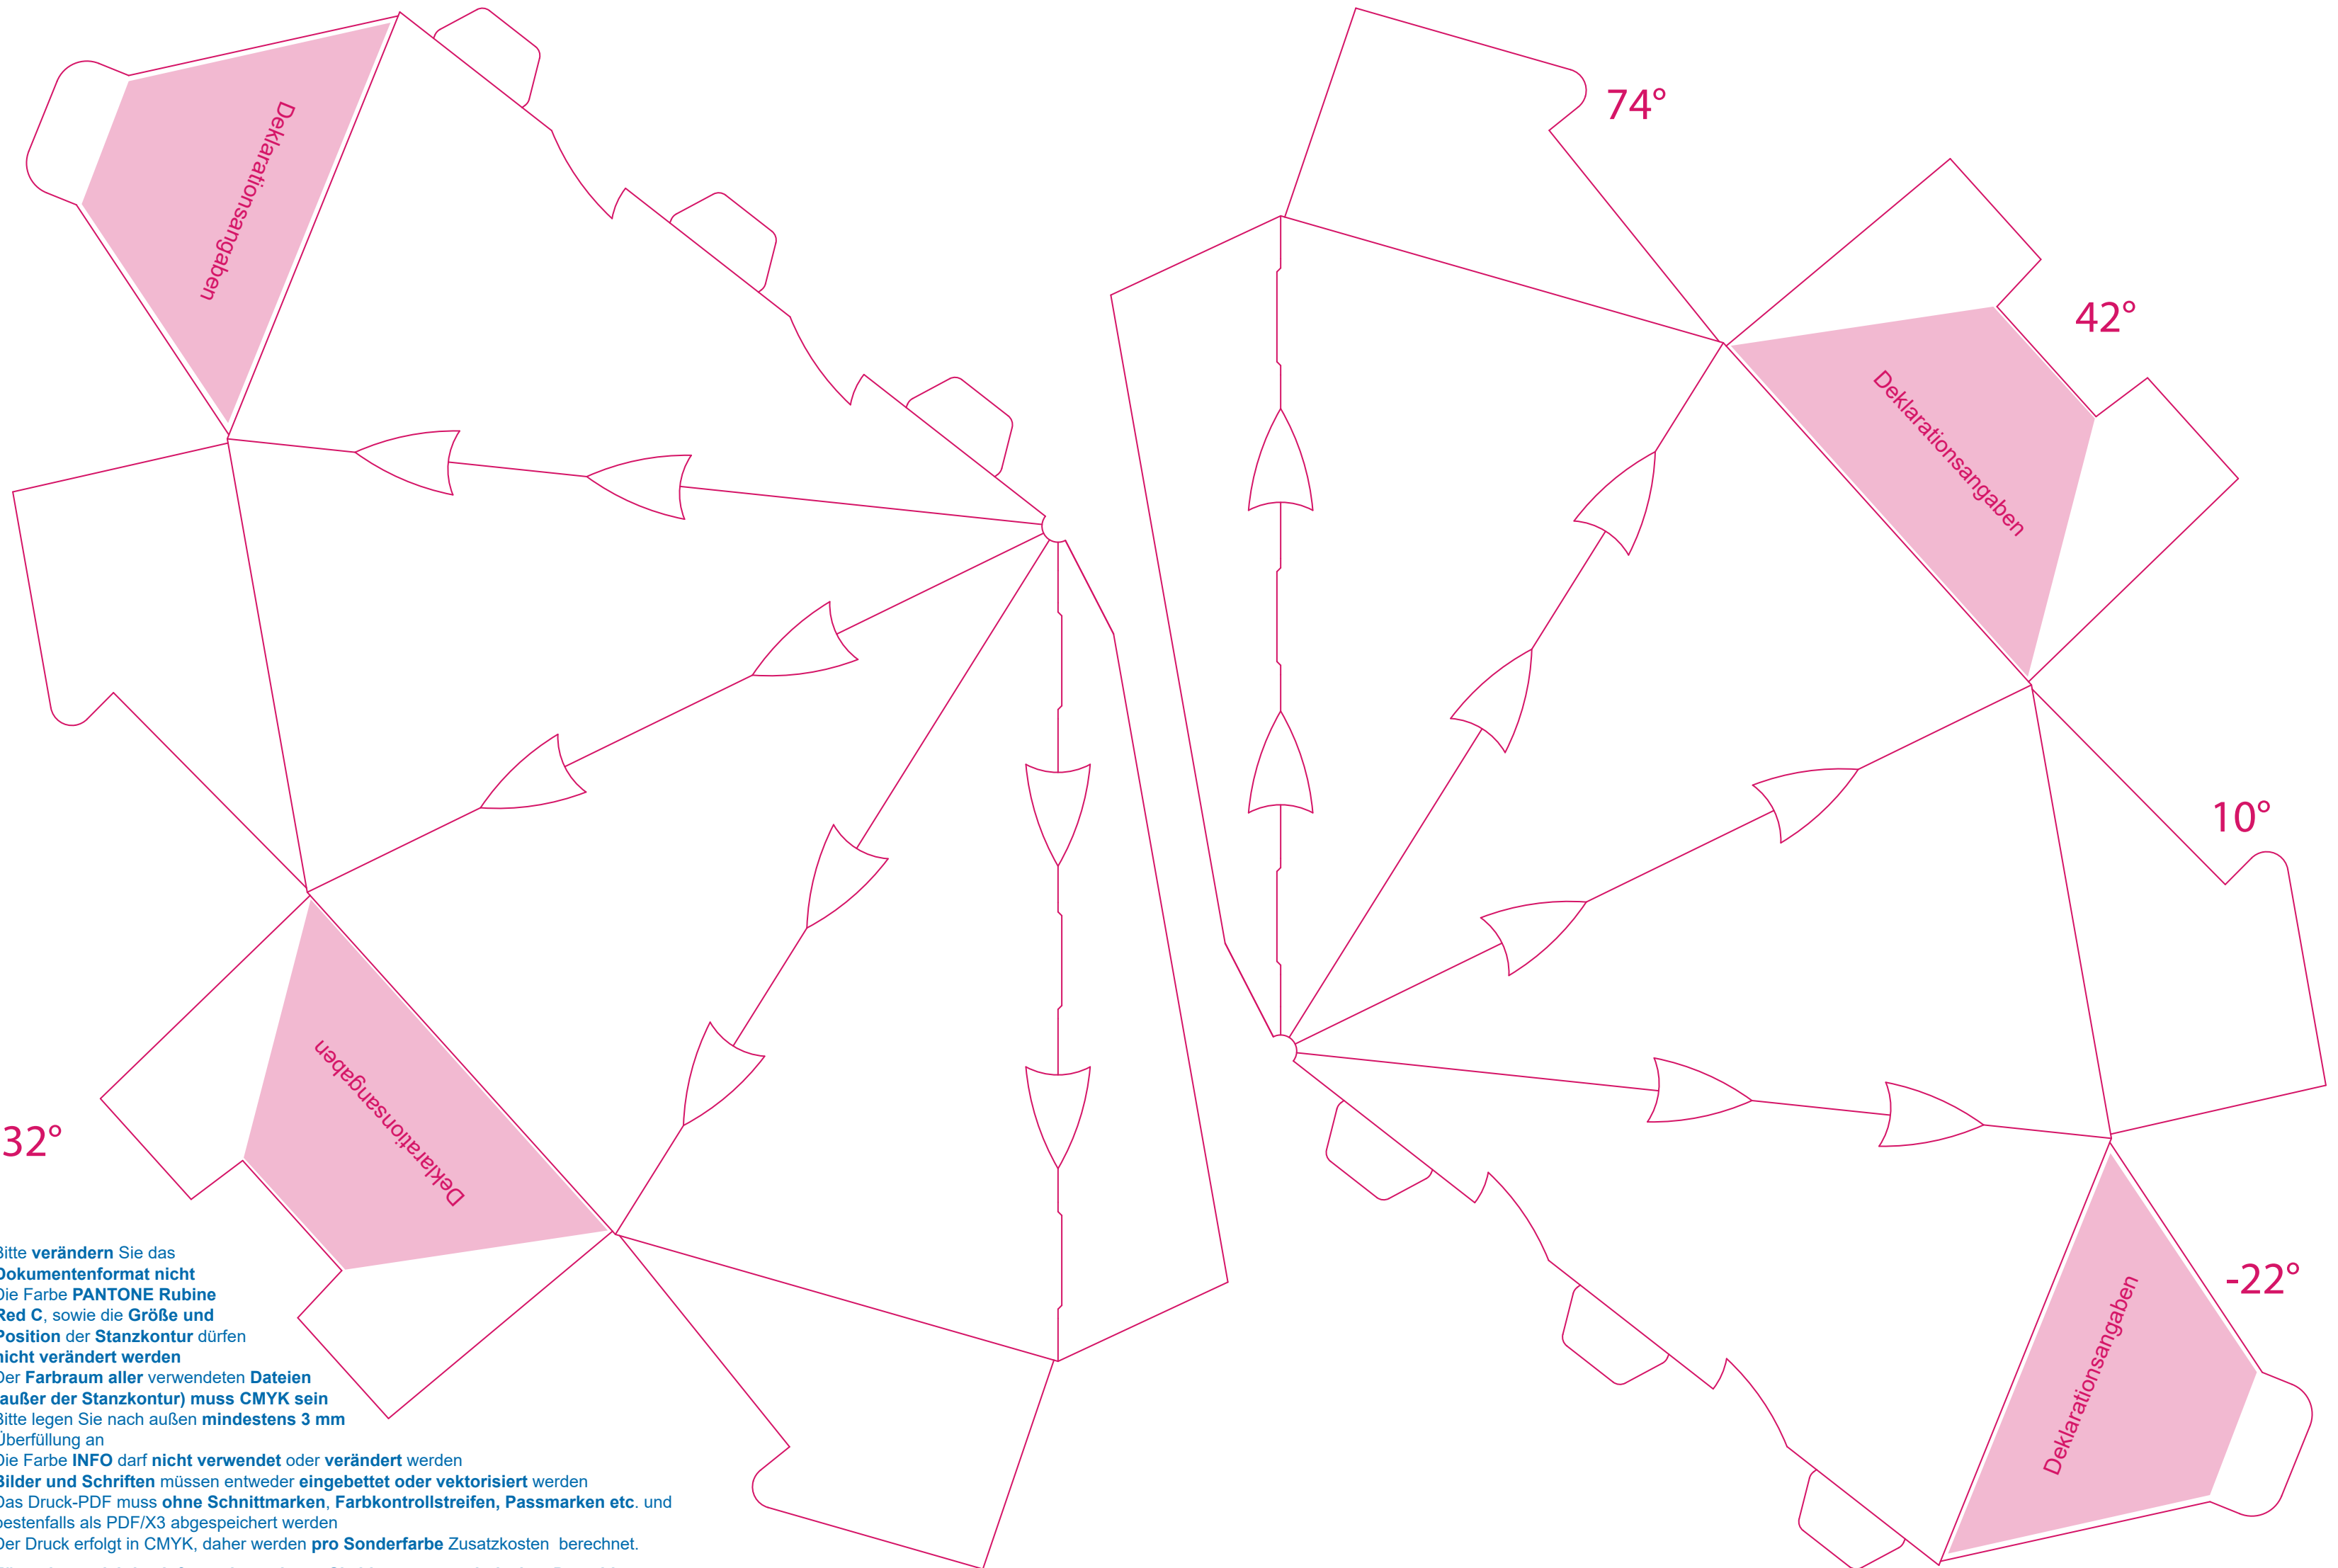 Deklarationsangaben
74°
42°
Deklarationsangaben
10°
Deklarationsangaben
32°
-22°
Deklarationsangaben
Bitte verändern Sie das
Dokumentenformat nicht
Die Farbe PANTONE Rubine
Red C, sowie die Größe und
Position der Stanzkontur dürfen
nicht verändert werden
Der Farbraum aller verwendeten Dateien
(außer der Stanzkontur) muss CMYK sein
Bitte legen Sie nach außen mindestens 3 mm
Überfüllung an
Die Farbe INFO darf nicht verwendet oder verändert werden
Bilder und Schriften müssen entweder eingebettet oder vektorisiert werden
Das Druck-PDF muss ohne Schnittmarken, Farbkontrollstreifen, Passmarken etc. und
bestenfalls als PDF/X3 abgespeichert werden
Der Druck erfolgt in CMYK, daher werden pro Sonderfarbe Zusatzkosten berechnet.